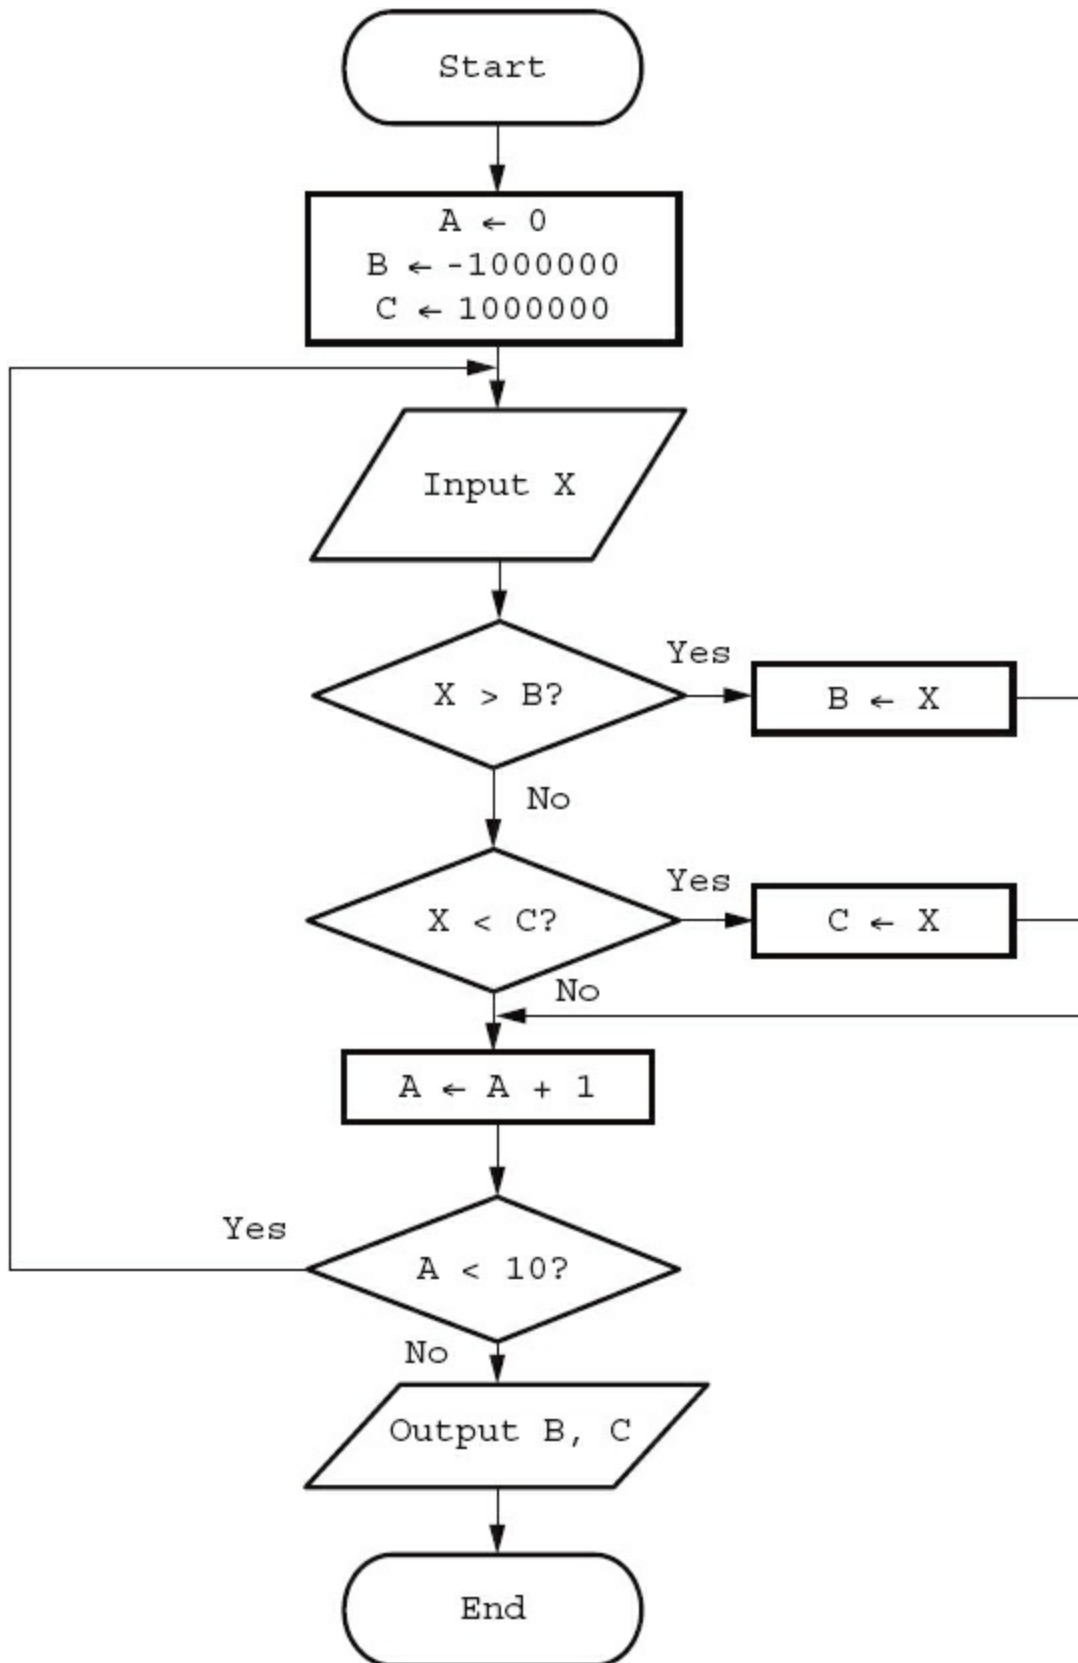 Start
A ← 0
B ← -1000000
C ← 1000000
Input X
Yes
X > B?
B ← X
No
Yes
X < C?
C ← X
No
A ← A + 1
Yes
A < 10?
No
Output B, C
End